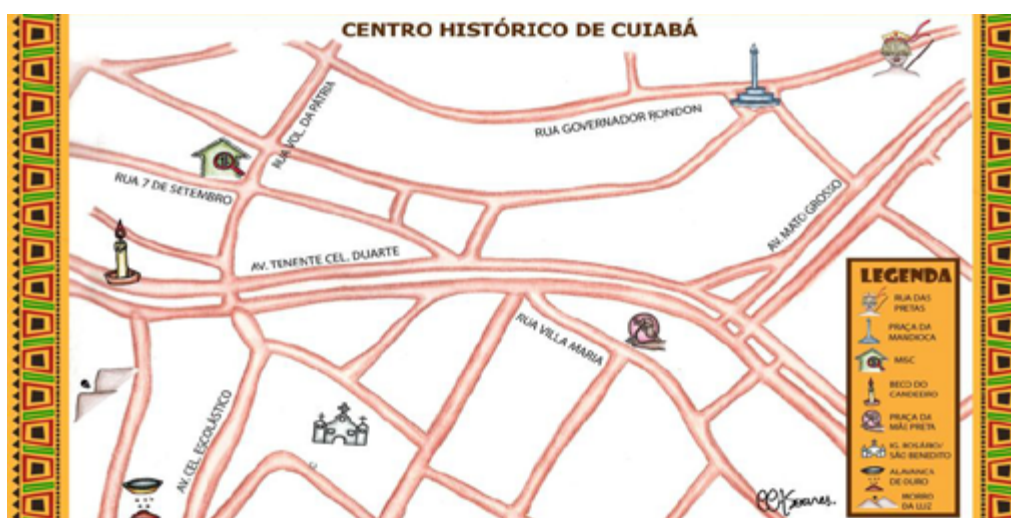 CENTRO HISTÓRICO DE CUIABÁ
RUA VOL. DA PÁTRIA
RUA GOVERNADOR RONDON
RUA 7 DE SETEMBRO
AV. MATO GROSSO
AV. TENENTE CEL. DUARTE
RUA VILLA MARIA
AV. CEL. ESCOLÁSTICO
LEGENDA
RUA DAS
PRETAS
PRAÇA DA
MANDIOCA
MISC
BECO DO
CANDEEIRO
PRAÇA DA
MÃE PRETA
IG. ROSÁRIO/
SÃO BENEDITO
ALAVANCA
DE OURO
MORRO
DA LUZ